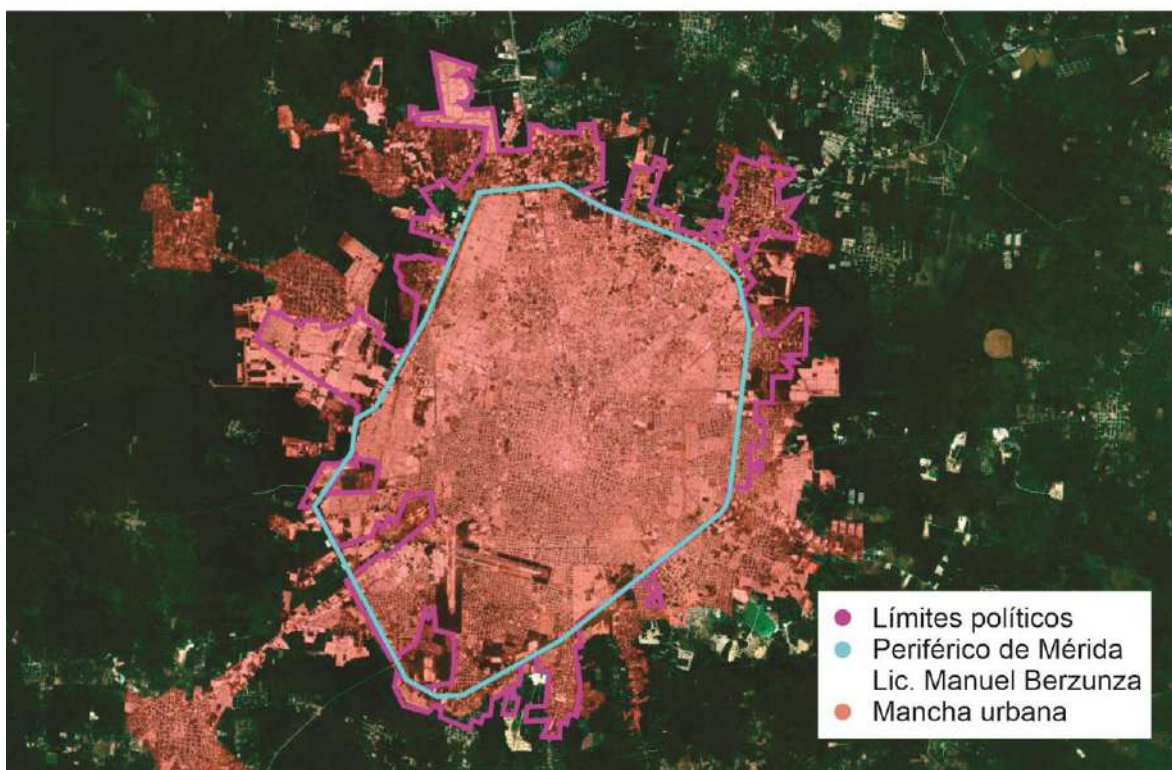 Límites políticos
Periférico de Mérida
Lic. Manuel Berzunza
Mancha urbana